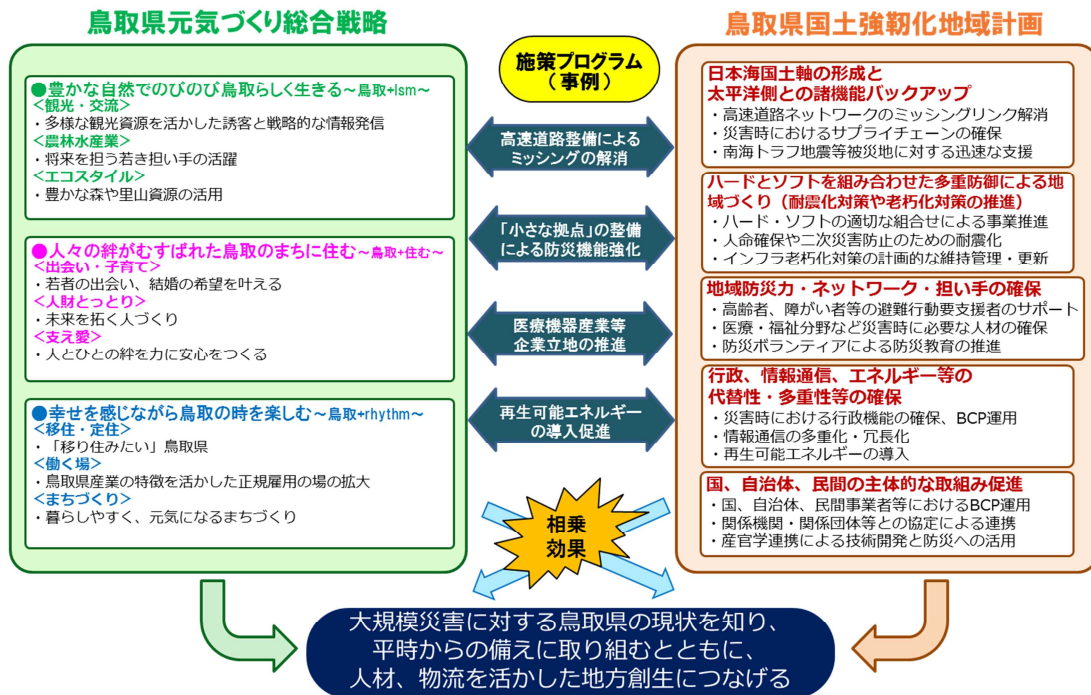 鳥取県元気づくり総合戦略
●豊かな自然でのびのび鳥取らしく生きる～鳥取+Ism～
<観光・交流>
・多様な観光資源を活かした誘客と戦略的な情報発信
<農林水産業>
・将来を担う若き担い手の活躍
<エコスタイル>
・豊かな森や里山資源の活用
●人々の絆がむすばれた鳥取のまちに住む～鳥取+住む～
<出会い・子育て>
・若者の出会い、結婚の希望を叶える
<人財とっとり>
・未来を拓く人づくり
<支え愛>
・人とひとの絆を力に安心をつくる
●幸せを感じながら鳥取の時を楽しむ～鳥取+rhythm～
<移住・定住>
・「移り住みたい」鳥取県
<働く場>
・鳥取県産業の特徴を活かした正規雇用の場の拡大
<まちづくり>
・暮らしやすく、元気になるまちづくり
施策プログラム
（事例）
高速道路整備による
ミッシングの解消
「小さな拠点」の整備
による防災機能強化
医療機器産業等
企業立地の推進
再生可能エネルギー
の導入促進
相乗
効果
鳥取県国土強靭化地域計画
日本海国土軸の形成と
太平洋側との諸機能バックアップ
・高速道路ネットワークのミッシングリンク解消
・災害時におけるサプライチェーンの確保
・南海トラフ地震等被災地に対する迅速な支援
ハードとソフトを組み合わせた多重防御による地
域づくり（耐震化対策や老朽化対策の推進）
・ハード・ソフトの適切な組合せによる事業推進
・人命確保や二次災害防止のための耐震化
・インフラ老朽化対策の計画的な維持管理・更新
地域防災力・ネットワーク・担い手の確保
・高齢者、障がい者等の避難行動要支援者のサポート
・医療・福祉分野など災害時に必要な人材の確保
・防災ボランティアによる防災教育の推進
行政、情報通信、エネルギー等の
代替性・多重性等の確保
・災害時における行政機能の確保、BCP運用
・情報通信の多重化・冗長化
・再生可能エネルギーの導入
国、自治体、民間の主体的な取組み促進
・国、自治体、民間事業者等におけるBCP運用
・関係機関・関係団体等との協定による連携
・産官学連携による技術開発と防災への活用
大規模災害に対する鳥取県の現状を知り、
平時からの備えに取り組むとともに、
人材、物流を活かした地方創生につなげる